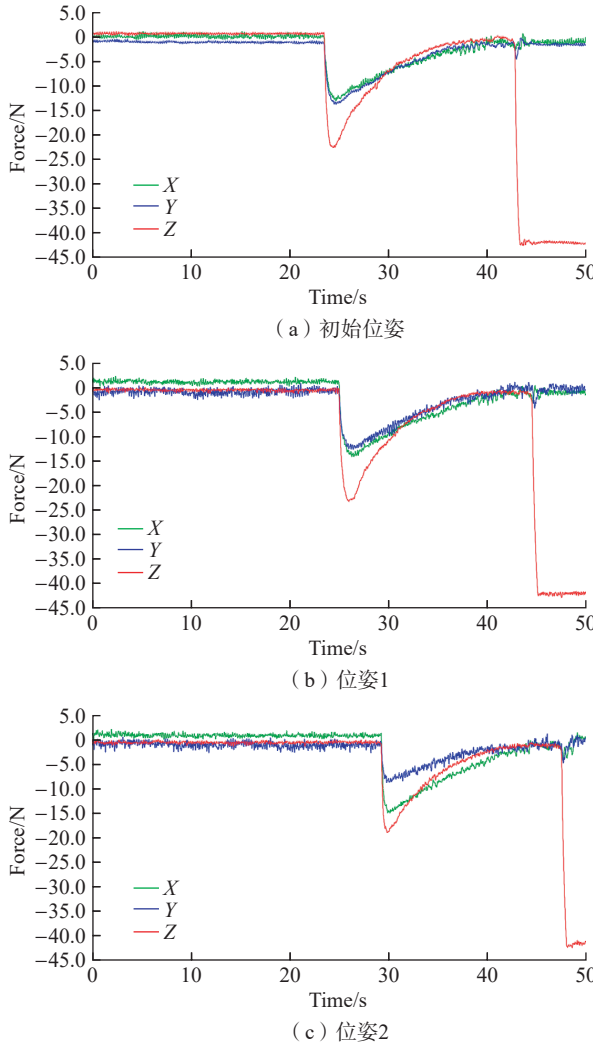 5.0
0
−5.0
−10.0
−15.0
−20.0
−25.0
−30.0
−35.0
−40.0
−45.0
Force/N
X
Y
Z
0 10 20 30 40 50
Time/s
（a）初始位姿
5.0
0
−5.0
−10.0
−15.0
−20.0
−25.0
−30.0
−35.0
−40.0
−45.0
Force/N
X
Y
Z
0 10 20 30 40 50
Time/s
（b）位姿1
5.0
0
−5.0
−10.0
−15.0
−20.0
−25.0
−30.0
−35.0
−40.0
−45.0
Force/N
X
Y
Z
0 10 20 30 40 50
Time/s
（c）位姿2